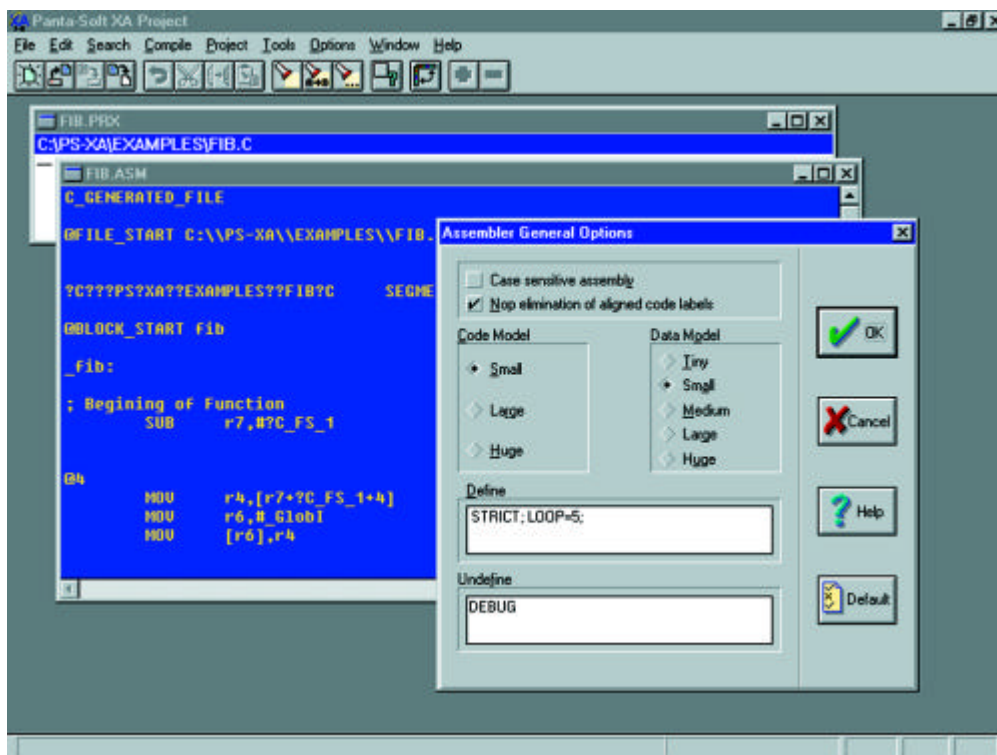 XA Panta-Soft XA Project
File Edit Search Compile Project Tools Options Window Help
FIB.PRX
C:\PS-XA\EXAMPLES\FIB.C
FIB.ASM
C_GENERATED_FILE
@FILE_START C:\\PS-XA\\EXAMPLES\\FIB.
?C???PS?XA??EXAMPLES??FIB?C SEGME
@BLOCK_START fib
_fib:
; Begining of Function
SUB r7,#?C_FS_1
@4
MOV r4,[r7+?C_FS_1+4]
MOV r6,#_GlobI
MOV [r6],r4
Assembler General Options
Case sensitive assembly
Nop elimination of aligned code labels
Code Model
Small
Large
Huge
Data Model
Tiny
Small
Medium
Large
Huge
Define
STRICT; LOOP=5;
Undefine
DEBUG
OK
Cancel
Help
Default